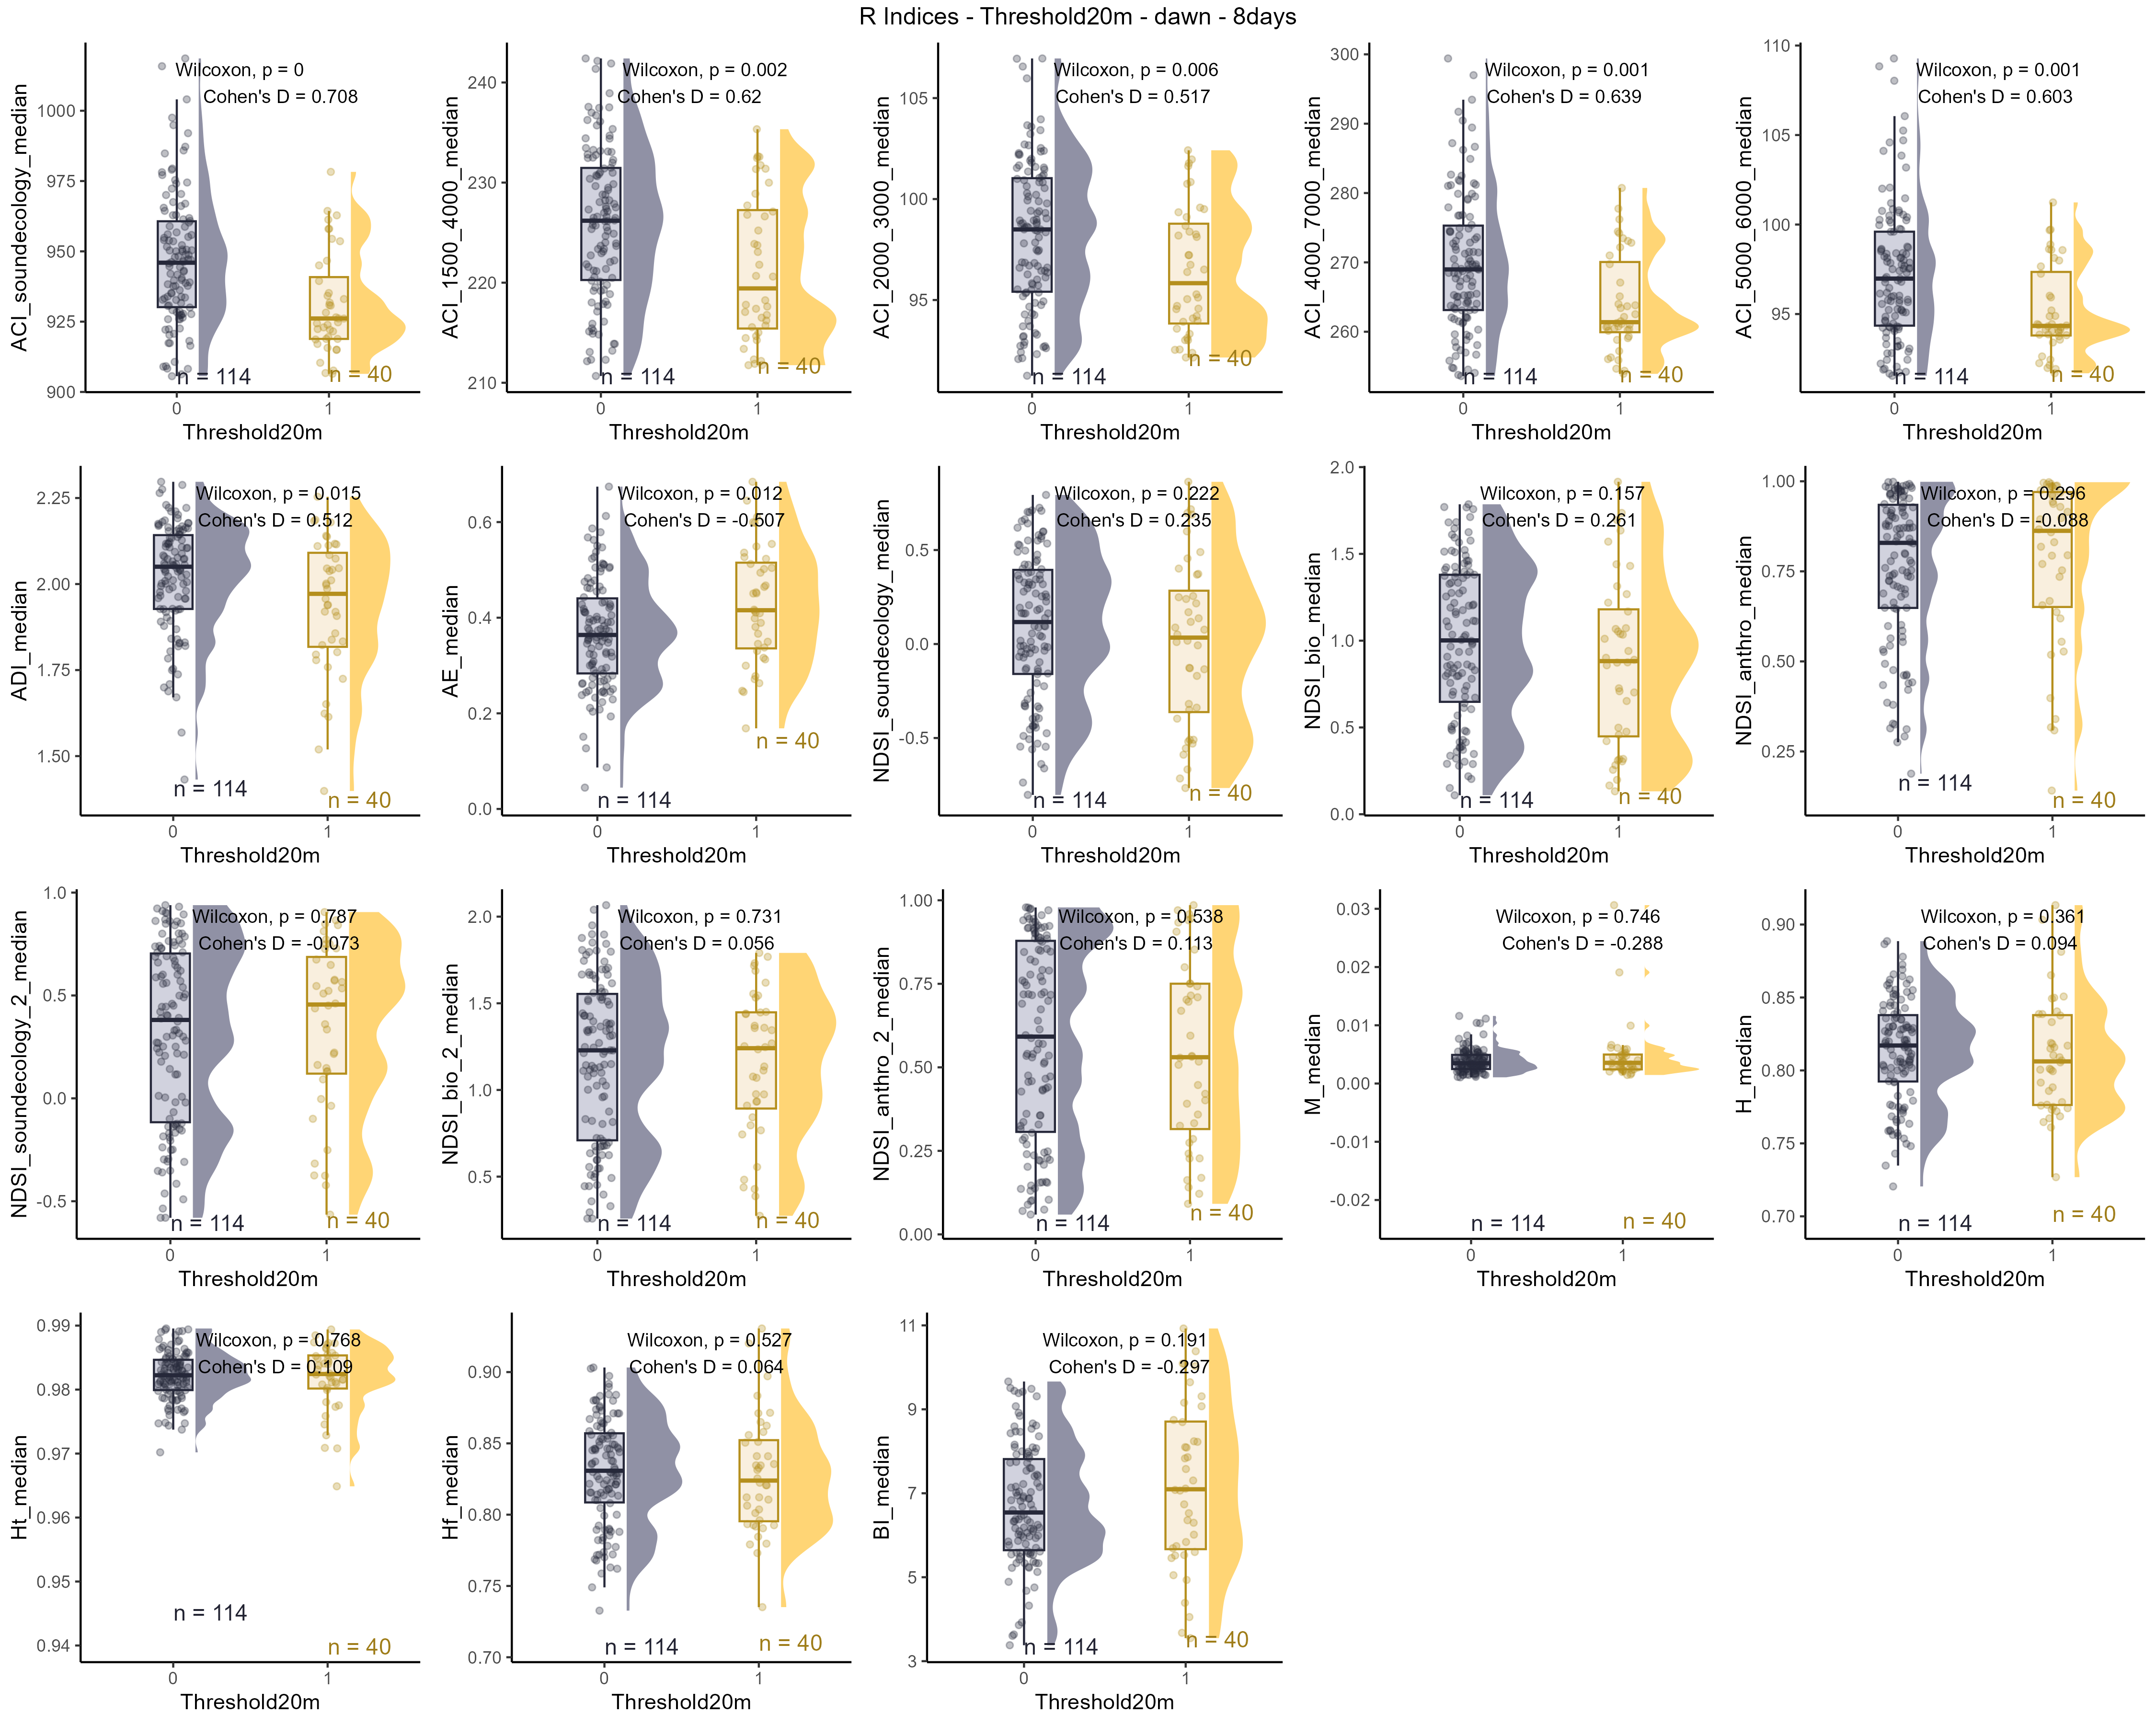 R Indices - Threshold20m - dawn - 8days
ACI_soundecology_median
1000
975
950
925
900
Wilcoxon, p = 0
Cohen's D = 0.708
n = 114
n = 40
0
1
Threshold20m
ACI_1500_4000_median
240
230
220
210
Wilcoxon, p = 0.002
Cohen's D = 0.62
n = 114
n = 40
0
1
Threshold20m
ACI_2000_3000_median
105
100
95
Wilcoxon, p = 0.006
Cohen's D = 0.517
n = 114
n = 40
0
1
Threshold20m
ACI_4000_7000_median
300
290
280
270
260
Wilcoxon, p = 0.001
Cohen's D = 0.639
n = 114
n = 40
0
1
Threshold20m
ACI_5000_6000_median
110
105
100
95
Wilcoxon, p = 0.001
Cohen's D = 0.603
n = 114
n = 40
0
1
Threshold20m
ADI_median
2.25
2.00
1.75
1.50
Wilcoxon, p = 0.015
Cohen's D = 0.512
n = 114
n = 40
0
1
Threshold20m
AE_median
0.6
0.4
0.2
0.0
Wilcoxon, p = 0.012
Cohen's D = -0.507
n = 114
n = 40
0
1
Threshold20m
NDSI_soundecology_median
0.5
0.0
-0.5
Wilcoxon, p = 0.222
Cohen's D = 0.235
n = 114
n = 40
0
1
Threshold20m
NDSI_bio_median
2.0
1.5
1.0
0.5
0.0
Wilcoxon, p = 0.157
Cohen's D = 0.261
n = 114
n = 40
0
1
Threshold20m
NDSI_anthro_median
1.00
0.75
0.50
0.25
Wilcoxon, p = 0.296
Cohen's D = -0.088
n = 114
n = 40
0
1
Threshold20m
NDSI_soundecology_2_median
1.0
0.5
0.0
-0.5
Wilcoxon, p = 0.787
Cohen's D = -0.073
n = 114
n = 40
0
1
Threshold20m
NDSI_bio_2_median
2.0
1.5
1.0
0.5
Wilcoxon, p = 0.731
Cohen's D = 0.056
n = 114
n = 40
0
1
Threshold20m
NDSI_anthro_2_median
1.00
0.75
0.50
0.25
0.00
Wilcoxon, p = 0.538
Cohen's D = 0.113
n = 114
n = 40
0
1
Threshold20m
M_median
0.03
0.02
0.01
0.00
-0.01
-0.02
Wilcoxon, p = 0.746
Cohen's D = -0.288
n = 114
n = 40
0
1
Threshold20m
H_median
0.90
0.85
0.80
0.75
0.70
Wilcoxon, p = 0.361
Cohen's D = 0.094
n = 114
n = 40
0
1
Threshold20m
Ht_median
0.99
0.98
0.97
0.96
0.95
0.94
Wilcoxon, p = 0.768
Cohen's D = 0.109
n = 114
n = 40
0
1
Threshold20m
Hf_median
0.90
0.85
0.80
0.75
0.70
Wilcoxon, p = 0.527
Cohen's D = 0.064
n = 114
n = 40
0
1
Threshold20m
BI_median
11
9
7
5
3
Wilcoxon, p = 0.191
Cohen's D = -0.297
n = 114
n = 40
0
1
Threshold20m